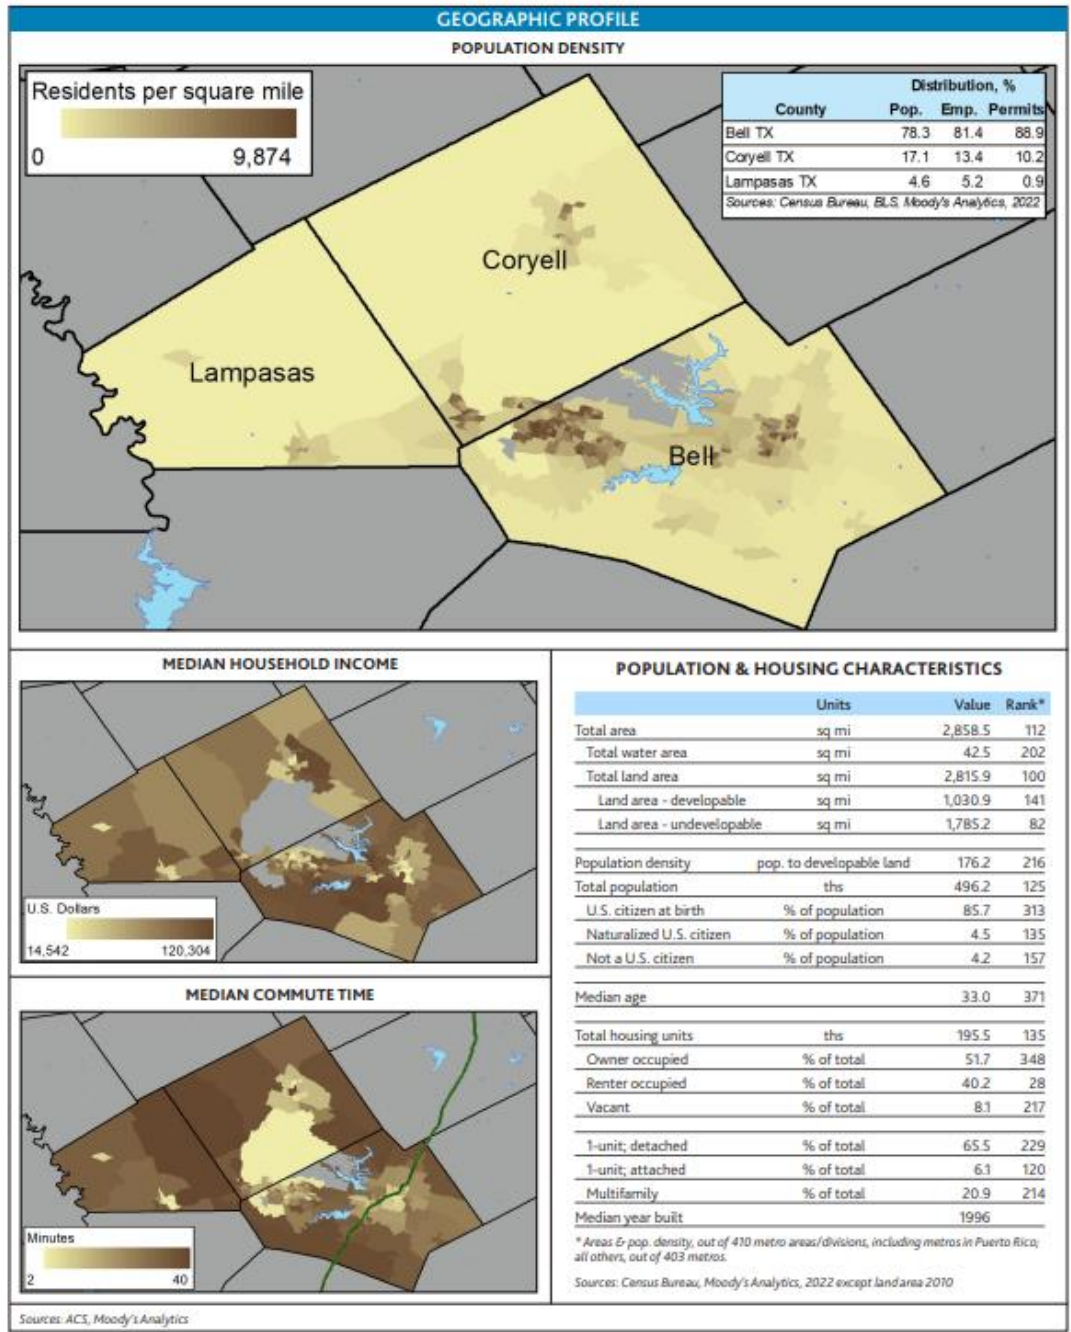 GEOGRAPHIC PROFILE
POPULATION DENSITY
Residents per square mile
0 9,874
Distribution, %
County Pop. Emp. Permits
Bell TX 78.3 81.4 88.9
Coryell TX 17.1 13.4 10.2
Lampasas TX 4.6 5.2 0.9
Sources: Census Bureau, BLS, Moody's Analytics, 2022
Coryell
Lampasas
Bell
MEDIAN HOUSEHOLD INCOME
U.S. Dollars
14,542 120,304
MEDIAN COMMUTE TIME
Minutes
2 40
POPULATION & HOUSING CHARACTERISTICS
Units Value Rank*
Total area sq mi 2,858.5 112
Total water area sq mi 42.5 202
Total land area sq mi 2,815.9 100
Land area - developable sq mi 1,030.9 141
Land area - undevelopable sq mi 1,785.2 82
Population density pop. to developable land 176.2 216
Total population ths 496.2 125
U.S. citizen at birth % of population 85.7 313
Naturalized U.S. citizen % of population 4.5 135
Not a U.S. citizen % of population 4.2 157
Median age 33.0 371
Total housing units ths 195.5 135
Owner occupied % of total 51.7 348
Renter occupied % of total 40.2 28
Vacant % of total 8.1 217
1-unit; detached % of total 65.5 229
1-unit; attached % of total 6.1 120
Multifamily % of total 20.9 214
Median year built 1996
* Areas & pop. density, out of 410 metro areas/divisions, including metros in Puerto Rico;
all others, out of 403 metros.
Sources: Census Bureau, Moody's Analytics, 2022 except land area 2010
Sources: ACS, Moody's Analytics